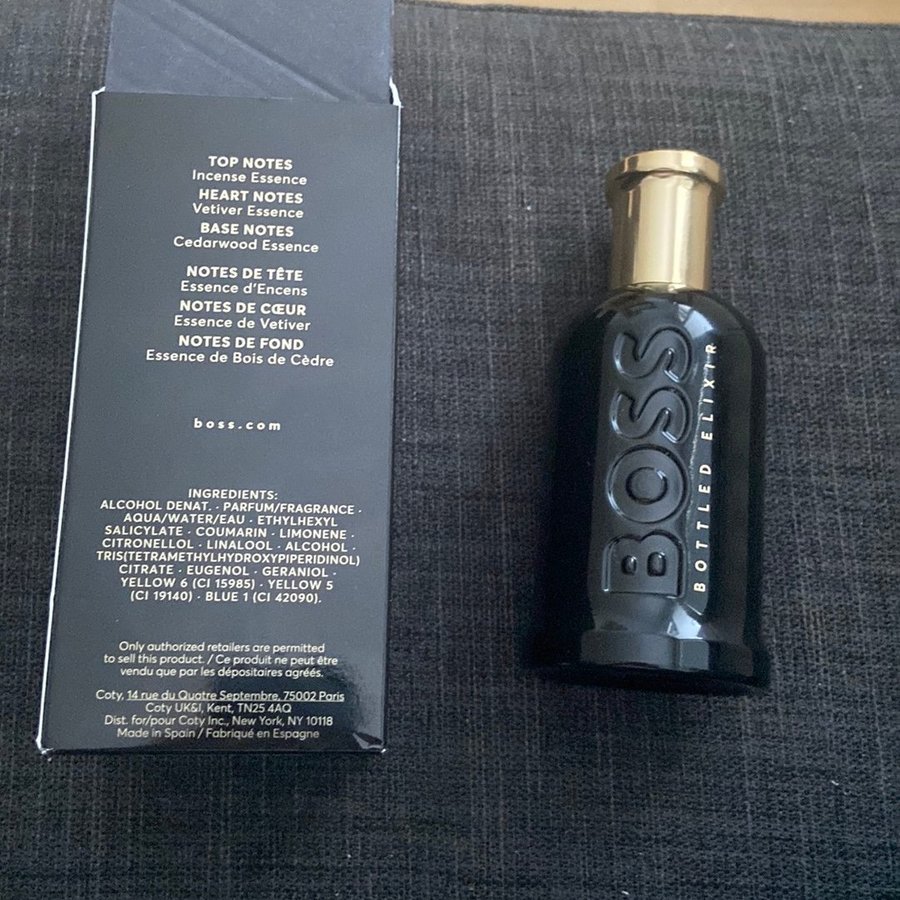 TOP NOTES
Incense Essence
HEART NOTES
Vetiver Essence
BASE NOTES
Cedarwood Essence
NOTES DE TÊTE
Essence d'Encens
NOTES DE CŒUR
Essence de Vetiver
NOTES DE FOND
Essence de Bois de Cèdre
boss.com
INGREDIENTS:
ALCOHOL DENAT. · PARFUM/FRAGRANCE ·
AQUA/WATER/EAU · ETHYLHEXYL
SALICYLATE · COUMARIN · LIMONENE ·
CITRONELLOL · LINALOOL · ALCOHOL ·
TRIS(TETRAMETHYLHYDROXYPIPERIDINOL)
CITRATE · EUGENOL · GERANIOL ·
YELLOW 6 (CI 15985) · YELLOW 5
(CI 19140) · BLUE 1 (CI 42090).
Only authorized retailers are permitted
to sell this product. / Ce produit ne peut être
vendu que par les dépositaires agréés.
Coty, 14 rue du Quatre Septembre, 75002 Paris
Coty UK&I, Kent, TN25 4AQ
Dist. for/pour Coty Inc., New York, NY 10118
Made in Spain / Fabriqué en Espagne
BOSS
BOTTLED ELIXIR